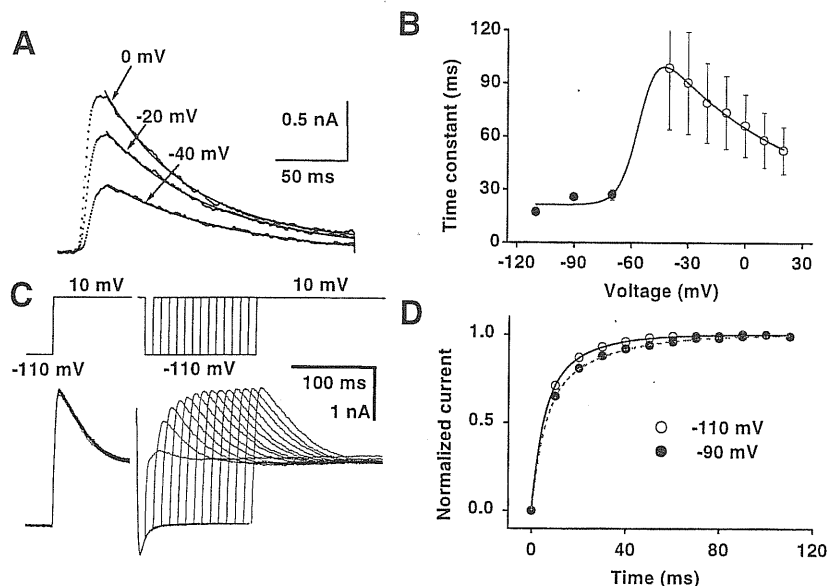 A
0 mV
-20 mV
-40 mV
0.5 nA
50 ms
B
Time constant (ms)
120
90
60
30
0
-120 -90 -60 -30 0 30
Voltage (mV)
C
10 mV 10 mV
-110 mV -110 mV
100 ms
1 nA
D
Normalized current
1.0
0.5
0.0
-110 mV
-90 mV
0 40 80 120
Time (ms)